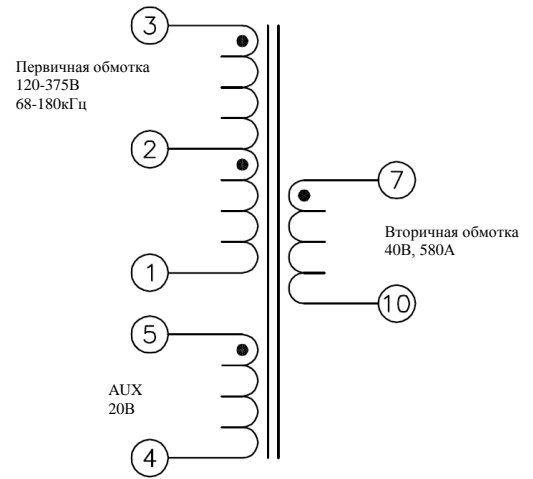 3
Первичная обмотка
120-375В
68-180кГц
2
7
Вторичная обмотка
40В, 580А
1
10
5
AUX
20В
4